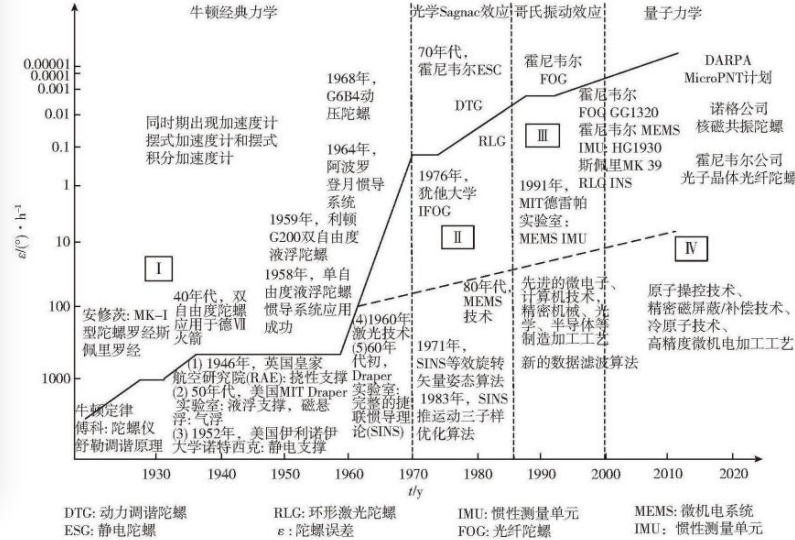 牛顿经典力学
光学Sagnac效应
哥氏振动效应
量子力学
0.00001
0.0001
0.001
0.01
0.1
1
10
100
1000
ε/(°)·h⁻¹
同时期出现加速度计
摆式加速度计和摆式
积分加速度计
1968年，
G6B4动
压陀螺
1964年，
阿波罗
登月惯导
系统
1959年，利顿
G200双自由度
液浮陀螺
1958年，单自
由度液浮陀螺
惯导系统应用
成功
I
安修茨: MK-I
型陀螺罗经斯
佩里罗经
40年代，双
自由度陀螺
应用于德Ⅶ
火箭
(1) 1946年，英国皇家
航空研究院(RAE): 挠性支撑
(2) 50年代，美国MIT Draper
实验室: 液浮支撑，磁悬
浮: 气浮
(3) 1952年，美国伊利诺伊
大学诺特西克: 静电支撑
牛顿定律
傅科: 陀螺仪
舒勒调谐原理
(4)1960年
激光技术
(5)60年
代初，
Draper
实验室:
完整的捷
联惯导理
论(SINS)
70年代，
霍尼韦尔ESC
DTG
RLG
1976年，
犹他大学
IFOG
II
80年代，
MEMS
技术
1971年，
SINS等效旋转
矢量姿态算法
1983年，SINS
推运动三子样
优化算法
霍尼韦尔
FOG
III
霍尼韦尔
FOG GG1320
霍尼韦尔 MEMS
IMU: HG1930
斯佩里MK 39
RLG INS
1991年，
MIT德雷帕
实验室：
MEMS IMU
先进的微电子、
计算机技术，
精密机械、光
学、半导体等
制造加工工艺
新的数据滤波算法
DARPA
MicroPNT计划
诺格公司
核磁共振陀螺
霍尼韦尔公司
光子晶体光纤陀螺
IV
原子操控技术、
精密磁屏蔽/补偿技术、
冷原子技术、
高精度微机电加工工艺
1930
1940
1950
1960
1970
1980
1990
2000
2010
2020
t/y
DTG: 动力调谐陀螺
RLG: 环形激光陀螺
IMU: 惯性测量单元
MEMS: 微机电系统
ESG: 静电陀螺
ε: 陀螺误差
FOG: 光纤陀螺
IMU: 惯性测量单元